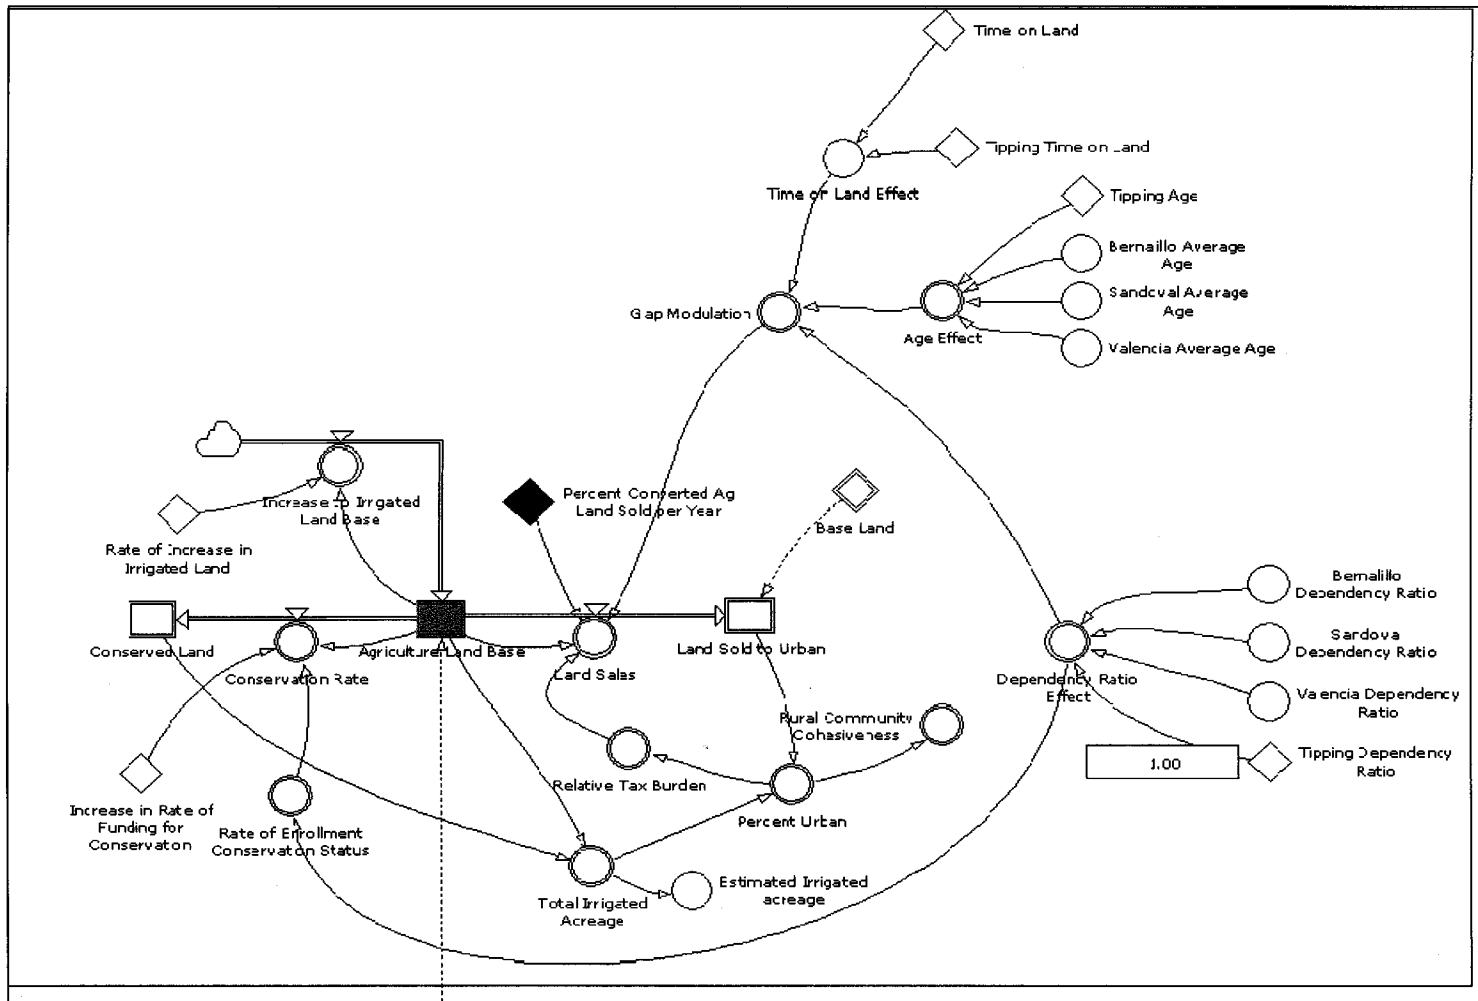 Time on Land
Tipping Time on Land
Time on Land Effect
Tipping Age
Bernaillo Average
Age
Sandoval Average
Age
Gap Modulation
Age Effect
Valencia Average Age
Increase to Irrigated
Land Base
Percent Converted Ag
Land Sold per Year
Base Land
Rate of Increase in
Irrigated Land
Bernalillo
Dependency Ratio
Conserved Land
Agriculture Land Base
Land Sold to Urban
Sandova
Dependency Ratio
Conservation Rate
Land Sales
Dependency Ratio
Effect
Valencia Dependency
Ratio
Rural Community
Cohasiveness
Tipping Dependency
Ratio
1.00
Relative Tax Burden
Increase in Rate of
Funding for
Conservaton
Rate of Enrollment
Conservaton Status
Percent Urban
Total Irrigated
Acreage
Estimated Irrigated
acreage